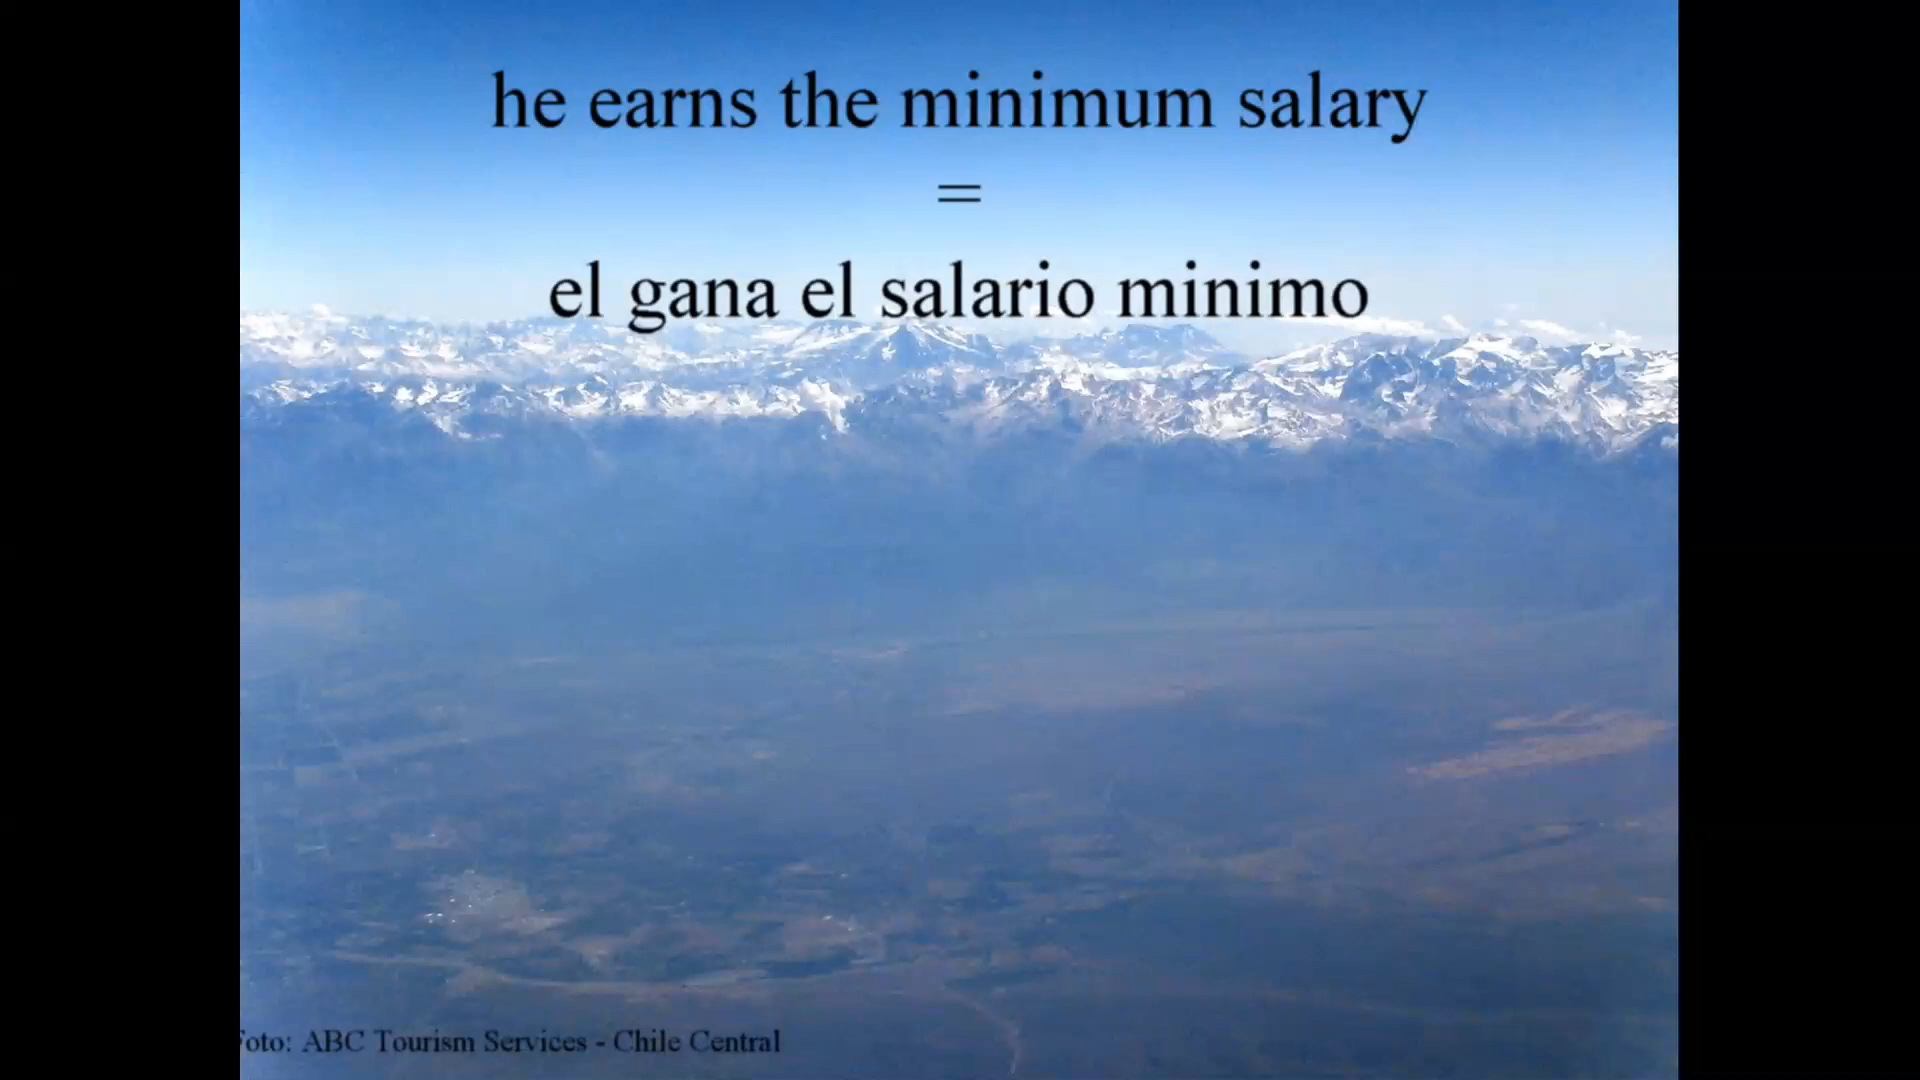 he earns the minimum salary
=
el gana el salario minimo
Foto: ABC Tourism Services - Chile Central